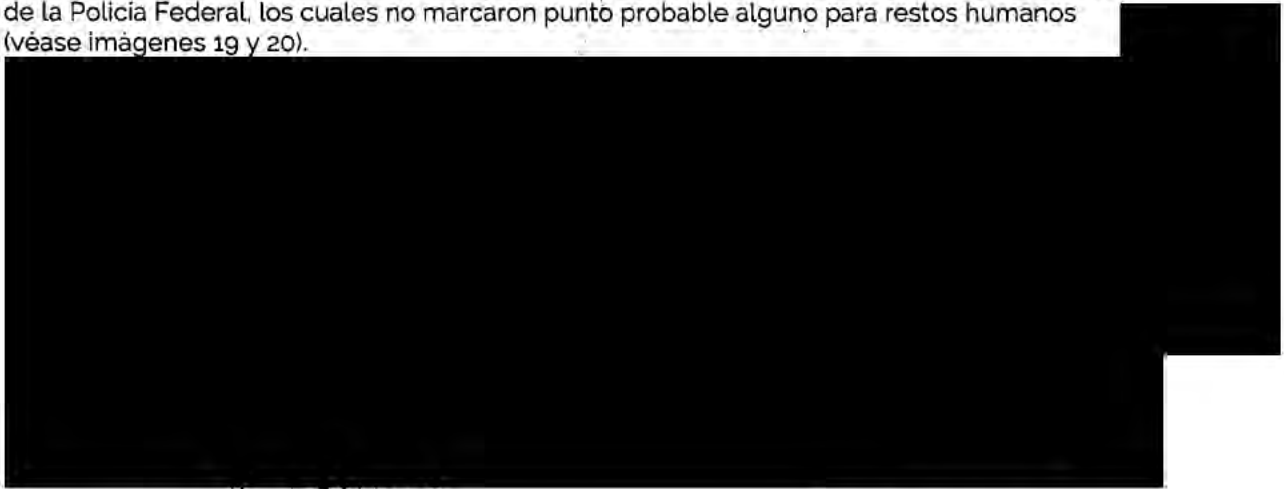 de la Policía Federal, los cuales no marcaron punto probable alguno para restos humanos
(véase imágenes 19 y 20).